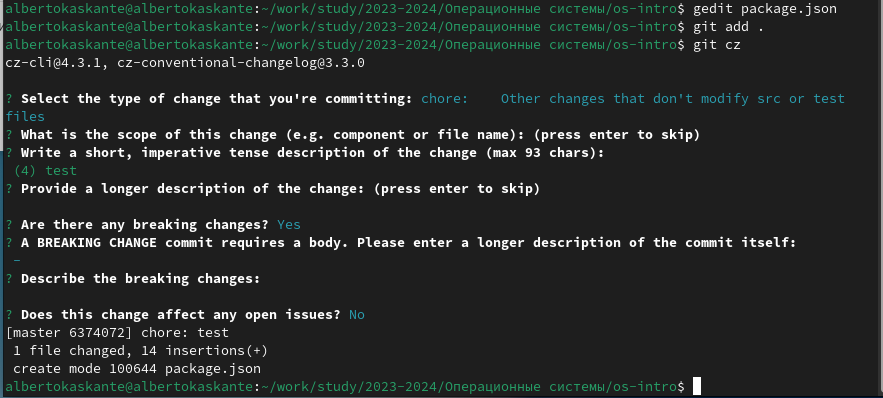 albertokaskante@albertokaskante:~/work/study/2023-2024/Операционные системы/os-intro$ gedit package.json
albertokaskante@albertokaskante:~/work/study/2023-2024/Операционные системы/os-intro$ git add .
albertokaskante@albertokaskante:~/work/study/2023-2024/Операционные системы/os-intro$ git cz
cz-cli@4.3.1, cz-conventional-changelog@3.3.0
? Select the type of change that you're committing: chore:    Other changes that don't modify src or test
files
? What is the scope of this change (e.g. component or file name): (press enter to skip)
? Write a short, imperative tense description of the change (max 93 chars):
 (4) test
? Provide a longer description of the change: (press enter to skip)
? Are there any breaking changes? Yes
? A BREAKING CHANGE commit requires a body. Please enter a longer description of the commit itself:
 -
? Describe the breaking changes:
? Does this change affect any open issues? No
[master 6374072] chore: test
 1 file changed, 14 insertions(+)
 create mode 100644 package.json
albertokaskante@albertokaskante:~/work/study/2023-2024/Операционные системы/os-intro$